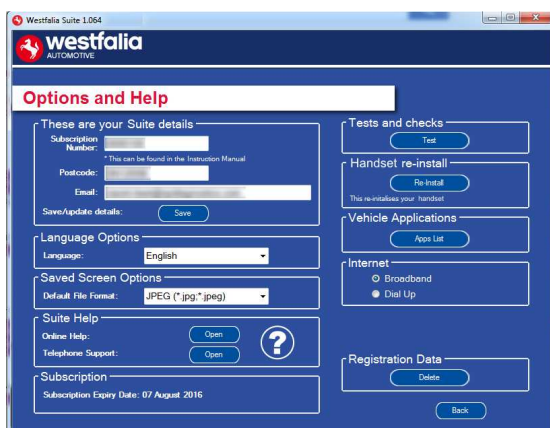 Westfalia Suite 1.064
westfalia
AUTOMOTIVE
Options and Help
These are your Suite details
Subscription
Number:
* This can be found in the Instruction Manual
Postcode:
Email:
Save/update details:
Save
Language Options
Language:
English
Saved Screen Options
Default File Format:
JPEG (*.jpg;*.jpeg)
Suite Help
Online Help:
Open
Telephone Support:
Open
?
Subscription
Subscription Expiry Date: 07 August 2016
Tests and checks
Test
Handset re-install
Re-Install
This re-initialises your handset
Vehicle Applications
Apps List
Internet
Broadband
Dial Up
Registration Data
Delete
Back